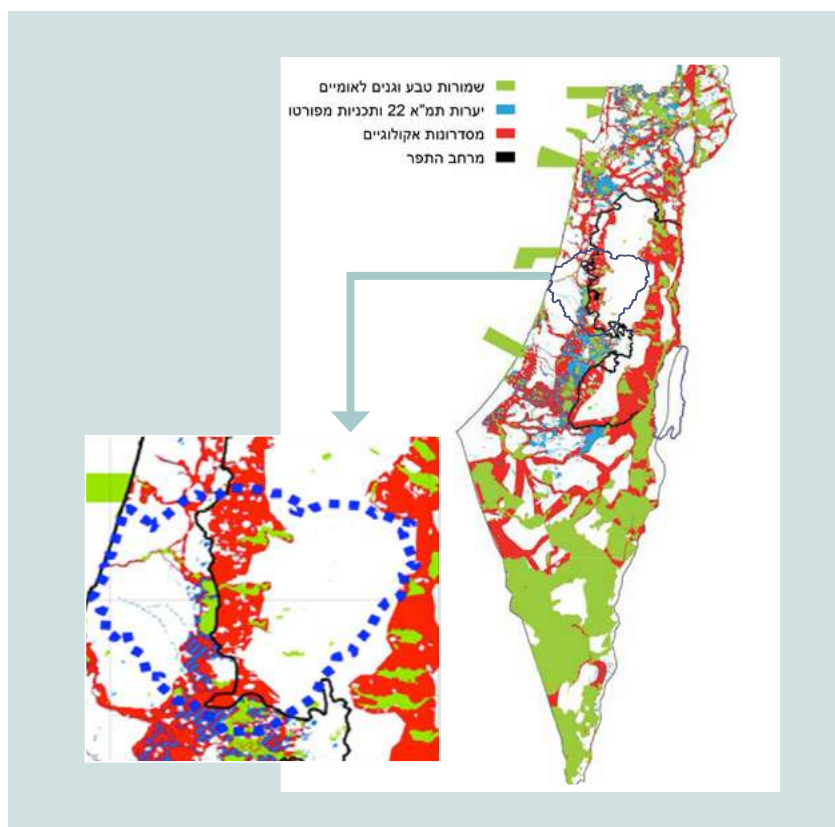 שמורות טבע וגנים לאומיים
יערות תמ"א 22 ותכניות מפורטו
מסדרונות אקולוגיים
מרחב התפר